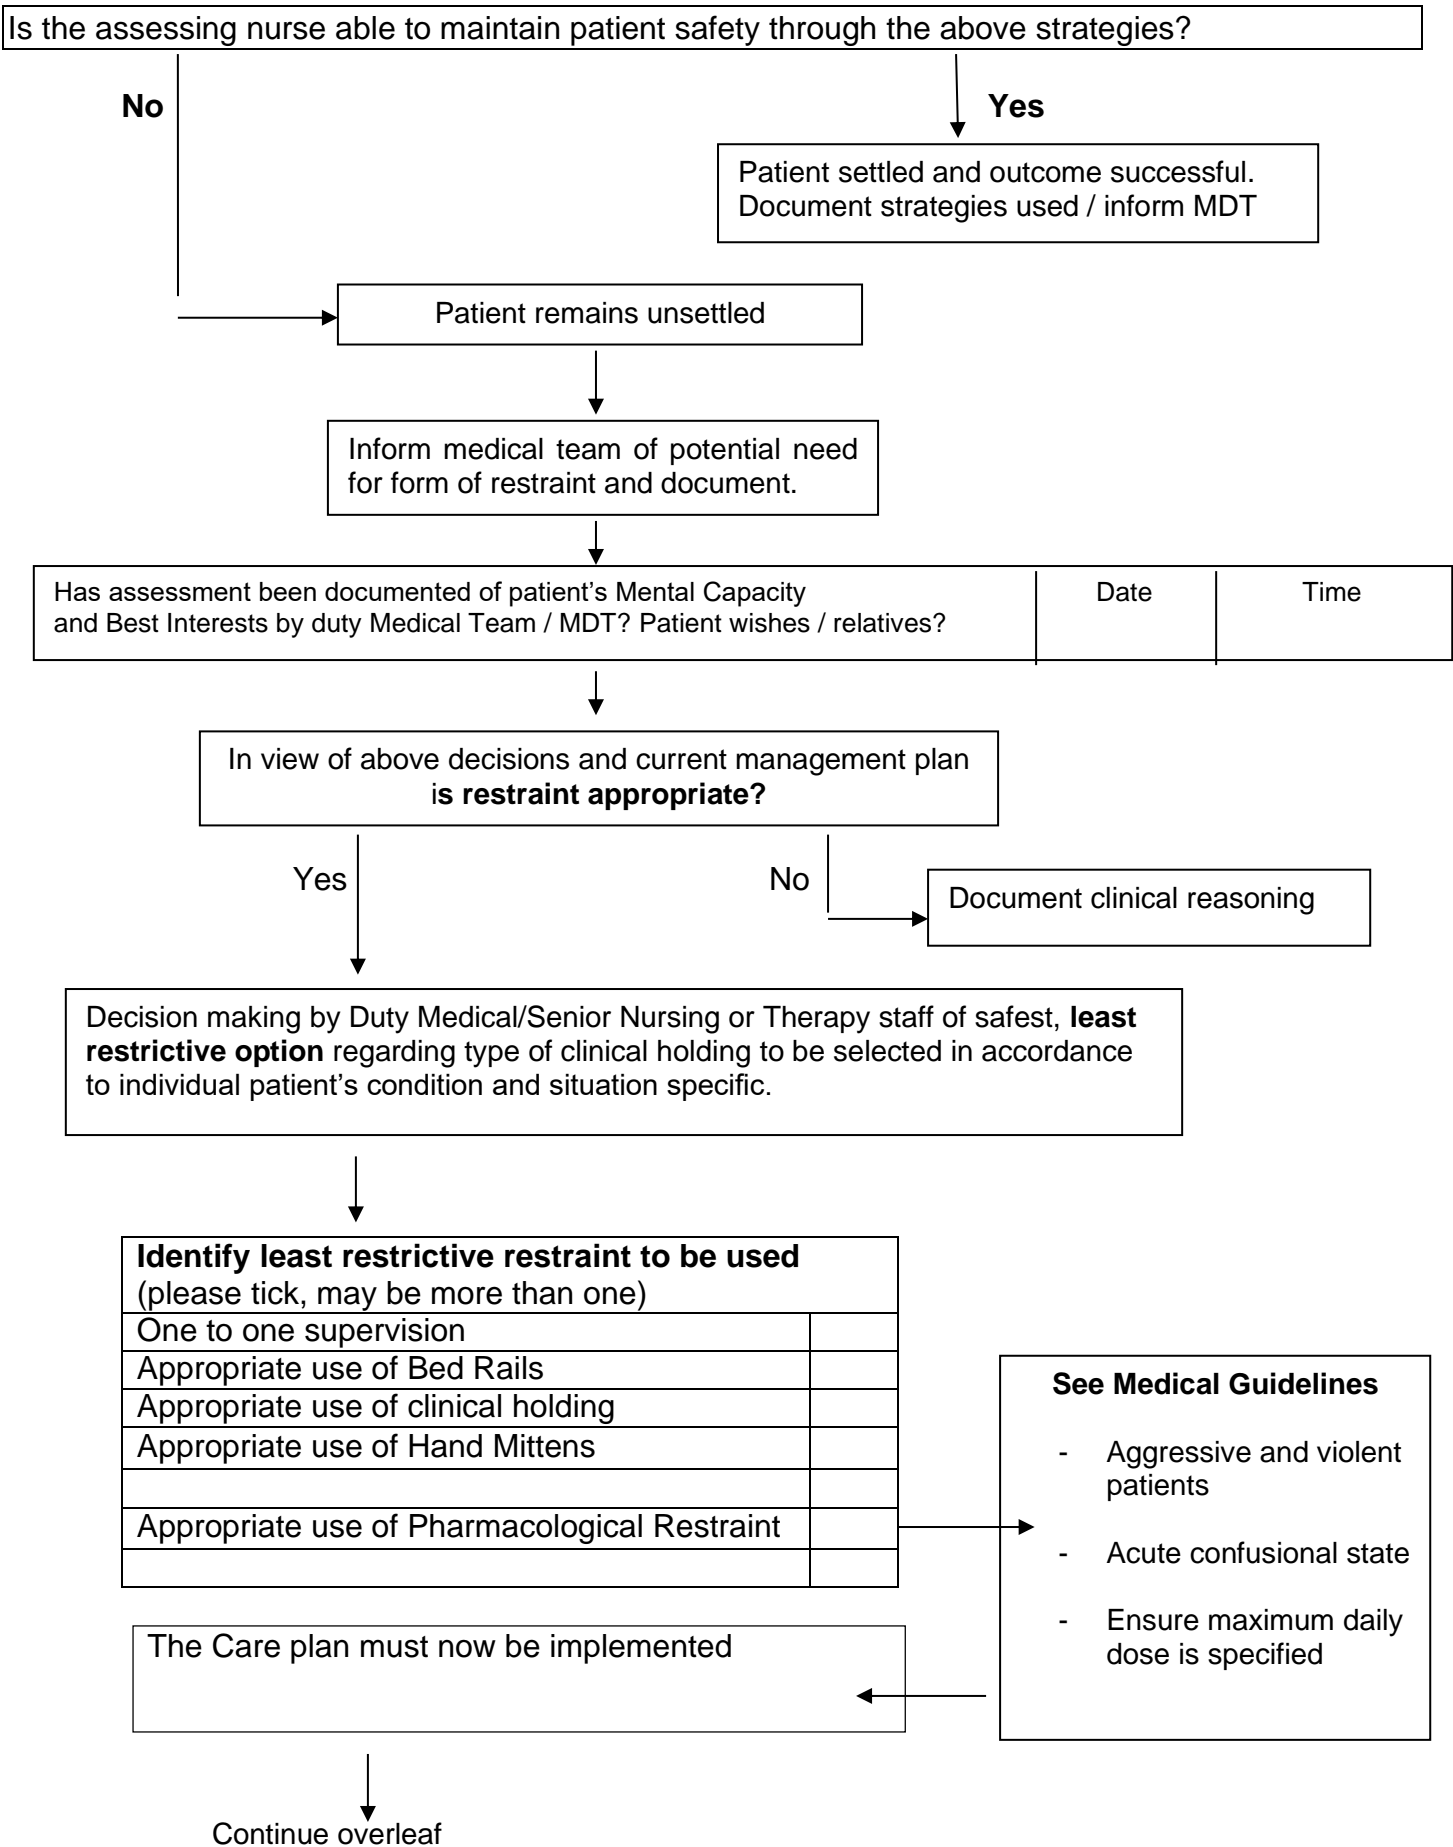 Is the assessing nurse able to maintain patient safety through the above strategies?
No
Yes
Patient settled and outcome successful.
Document strategies used / inform MDT
Patient remains unsettled
Inform medical team of potential need
for form of restraint and document.
Has assessment been documented of patient's Mental Capacity
and Best Interests by duty Medical Team / MDT? Patient wishes / relatives?
Date
Time
In view of above decisions and current management plan
is restraint appropriate?
Yes
No
Document clinical reasoning
Decision making by Duty Medical/Senior Nursing or Therapy staff of safest, least
restrictive option regarding type of clinical holding to be selected in accordance
to individual patient's condition and situation specific.
Identify least restrictive restraint to be used
(please tick, may be more than one)
One to one supervision
Appropriate use of Bed Rails
Appropriate use of clinical holding
Appropriate use of Hand Mittens
Appropriate use of Pharmacological Restraint
See Medical Guidelines
- Aggressive and violent
patients
- Acute confusional state
- Ensure maximum daily
dose is specified
The Care plan must now be implemented
Continue overleaf